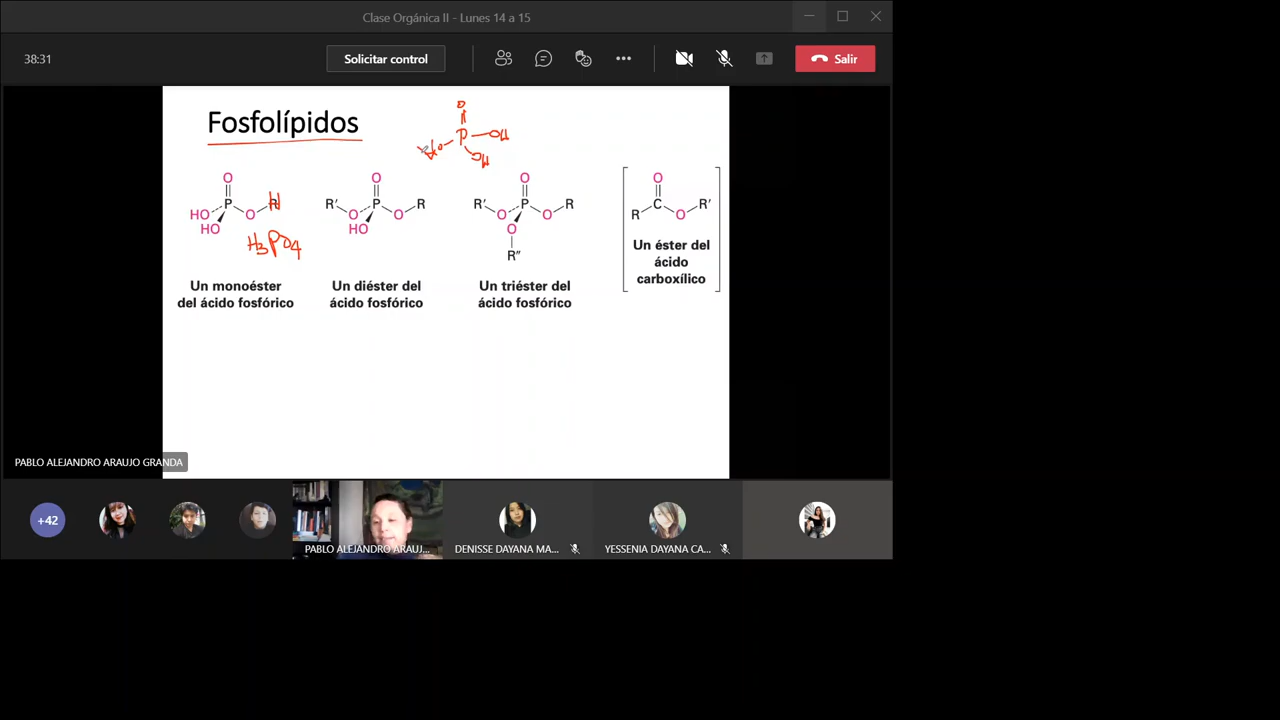 Clase Orgánica II - Lunes 14 a 15
38:31
Solicitar control
Salir
Fosfolípidos
O
P
OH
OH
O
HO
P
O
H
HO
H3PO4
Un monoéster
del ácido fosfórico
O
R'
P
R
O
O
HO
Un diéster del
ácido fosfórico
O
R'
P
R
O
O
O
R"
Un triéster del
ácido fosfórico
O
C
R'
R
O
Un éster del
ácido
carboxílico
PABLO ALEJANDRO ARAUJO GRANDA
+42
PABLO ALEJANDRO ARAUJ...
DENISSE DAYANA MA...
YESSENIA DAYANA CA...